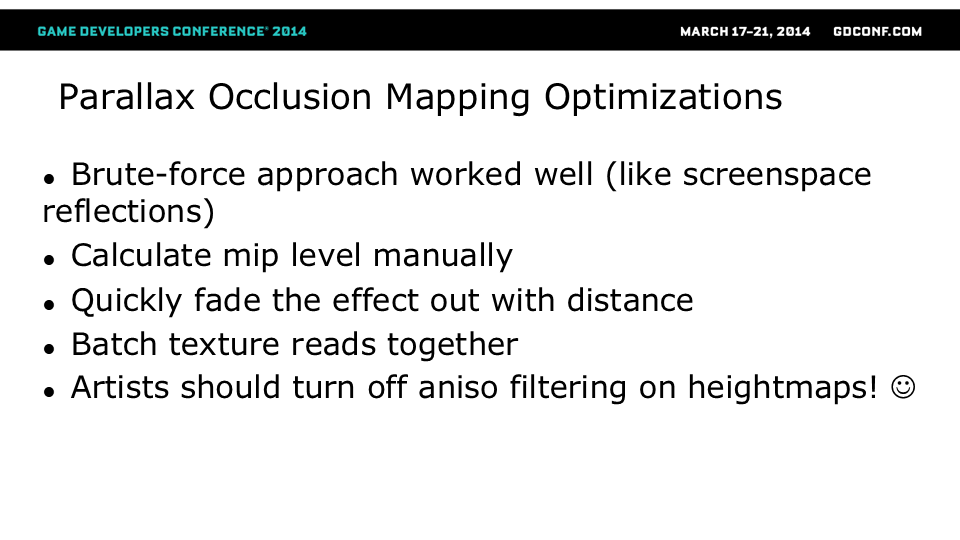 GAME DEVELOPERS CONFERENCE® 2014 MARCH 17–21, 2014 GDCONF.COM
Parallax Occlusion Mapping Optimizations
● Brute-force approach worked well (like screenspace
reflections)
● Calculate mip level manually
● Quickly fade the effect out with distance
● Batch texture reads together
● Artists should turn off aniso filtering on heightmaps! ☺